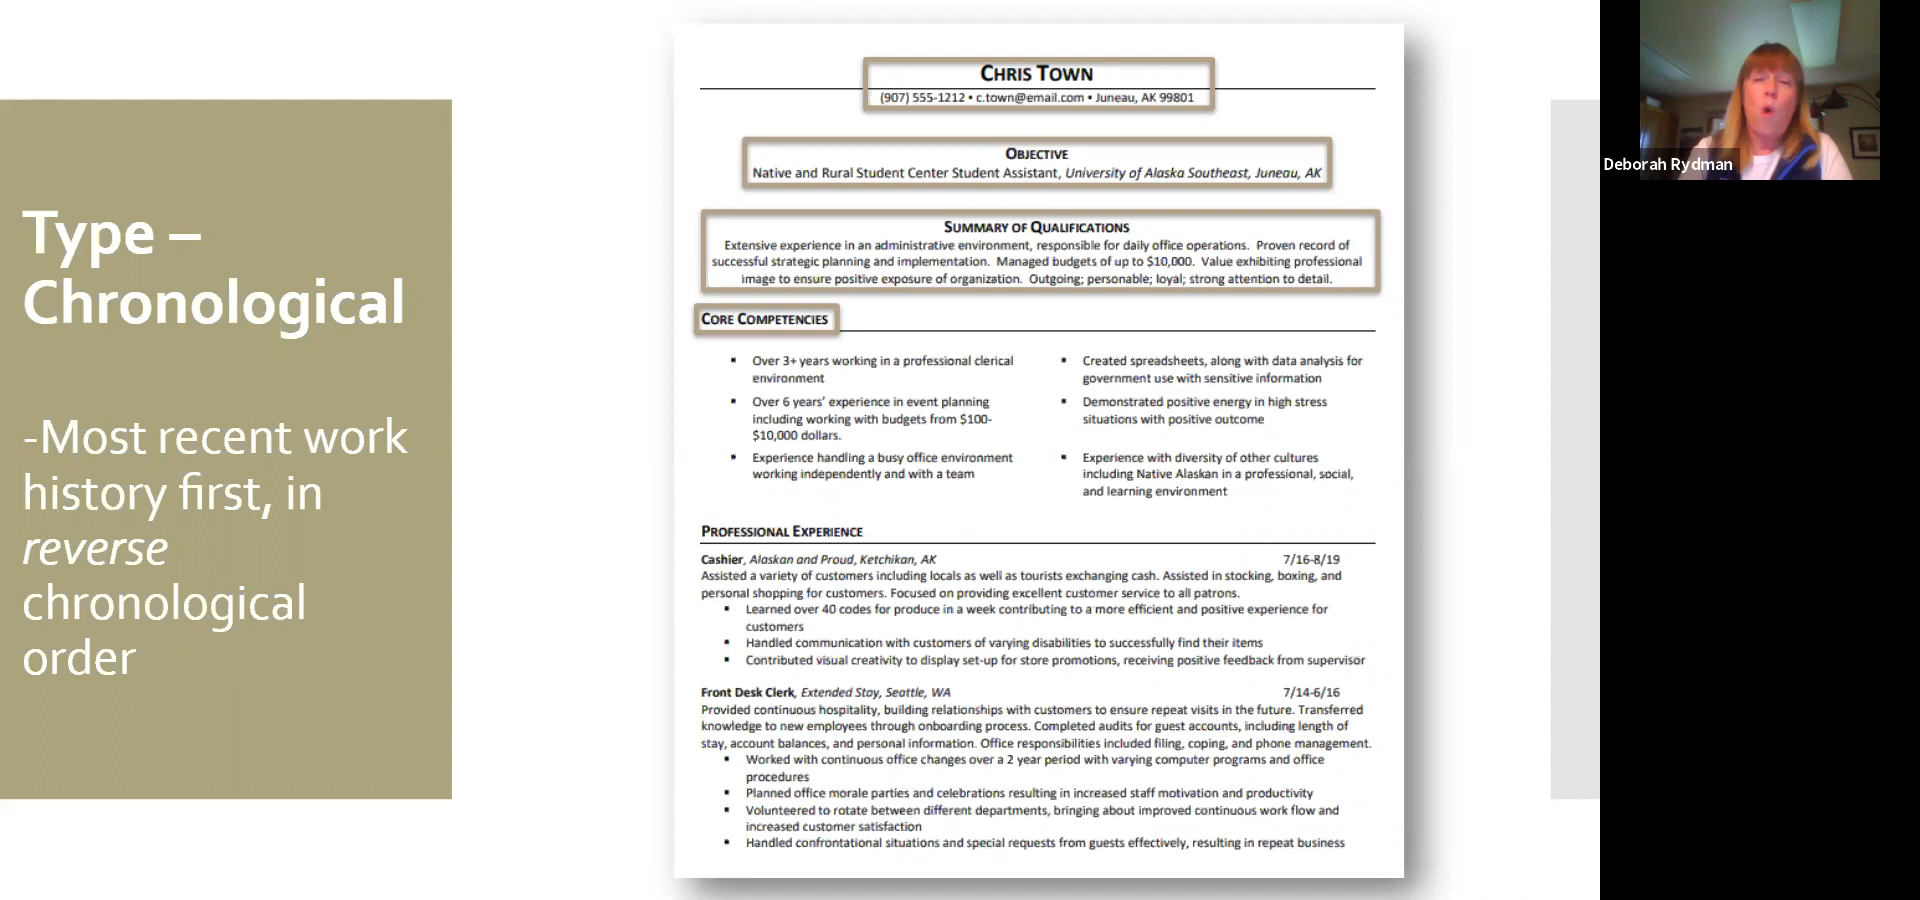 Type –
Chronological
-Most recent work
history first, in
reverse
chronological
order
CHRIS TOWN
(907) 555-1212 • c.town@email.com • Juneau, AK 99801
OBJECTIVE
Native and Rural Student Center Student Assistant, University of Alaska Southeast, Juneau, AK
SUMMARY OF QUALIFICATIONS
Extensive experience in an administrative environment, responsible for daily office operations. Proven record of
successful strategic planning and implementation. Managed budgets of up to $10,000. Value exhibiting professional
image to ensure positive exposure of organization. Outgoing; personable; loyal; strong attention to detail.
CORE COMPETENCIES
▪ Over 3+ years working in a professional clerical
environment
▪ Over 6 years’ experience in event planning
including working with budgets from $100-
$10,000 dollars.
▪ Experience handling a busy office environment
working independently and with a team
▪ Created spreadsheets, along with data analysis for
government use with sensitive information
▪ Demonstrated positive energy in high stress
situations with positive outcome
▪ Experience with diversity of other cultures
including Native Alaskan in a professional, social,
and learning environment
PROFESSIONAL EXPERIENCE
Cashier, Alaskan and Proud, Ketchikan, AK 7/16-8/19
Assisted a variety of customers including locals as well as tourists exchanging cash. Assisted in stocking, boxing, and
personal shopping for customers. Focused on providing excellent customer service to all patrons.
▪ Learned over 40 codes for produce in a week contributing to a more efficient and positive experience for
customers
▪ Handled communication with customers of varying disabilities to successfully find their items
▪ Contributed visual creativity to display set-up for store promotions, receiving positive feedback from supervisor
Front Desk Clerk, Extended Stay, Seattle, WA 7/14-6/16
Provided continuous hospitality, building relationships with customers to ensure repeat visits in the future. Transferred
knowledge to new employees through onboarding process. Completed audits for guest accounts, including length of
stay, account balances, and personal information. Office responsibilities included filing, coping, and phone management.
▪ Worked with continuous office changes over a 2 year period with varying computer programs and office
procedures
▪ Planned office morale parties and celebrations resulting in increased staff motivation and productivity
▪ Volunteered to rotate between different departments, bringing about improved continuous work flow and
increased customer satisfaction
▪ Handled confrontational situations and special requests from guests effectively, resulting in repeat business
Deborah Rydman